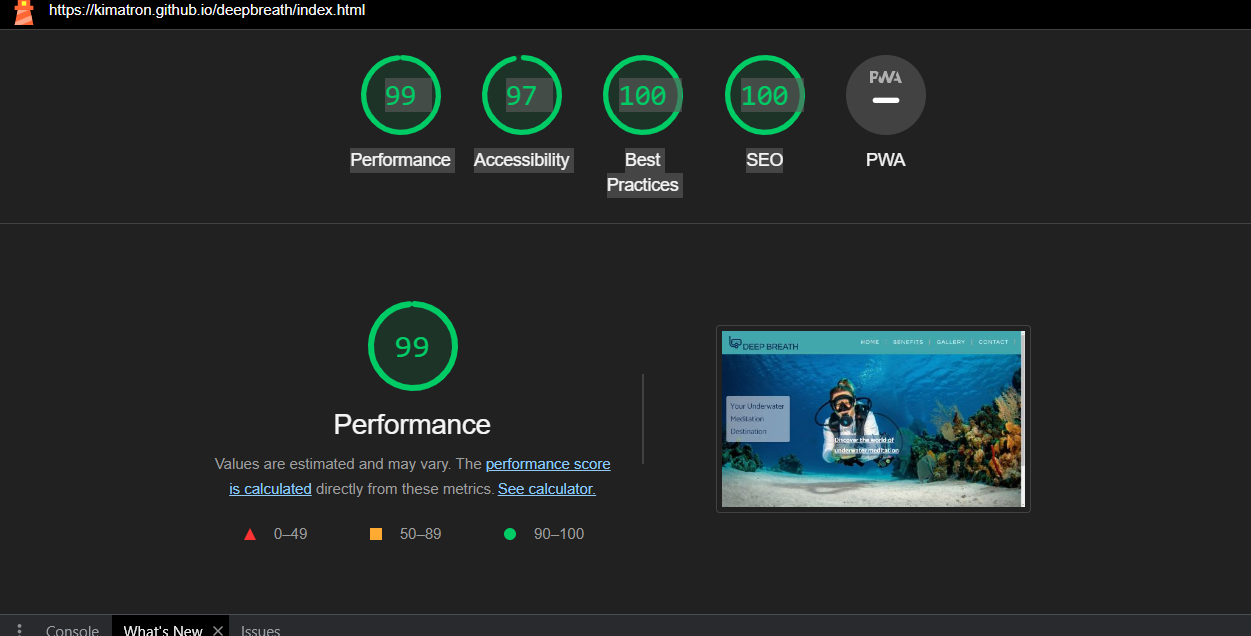 https://kimatron.github.io/deepbreath/index.html
99
97
100
100
PWA
Performance
Accessibility
Best
Practices
SEO
PWA
99
Performance
Values are estimated and may vary. The performance score
is calculated directly from these metrics. See calculator.
0–49
50–89
90–100
DEEP BREATH
HOME | BENEFITS | GALLERY | CONTACT |
Your Underwater
Meditation
Destination
Discover the world of
underwater meditation
Console
What's New
Issues